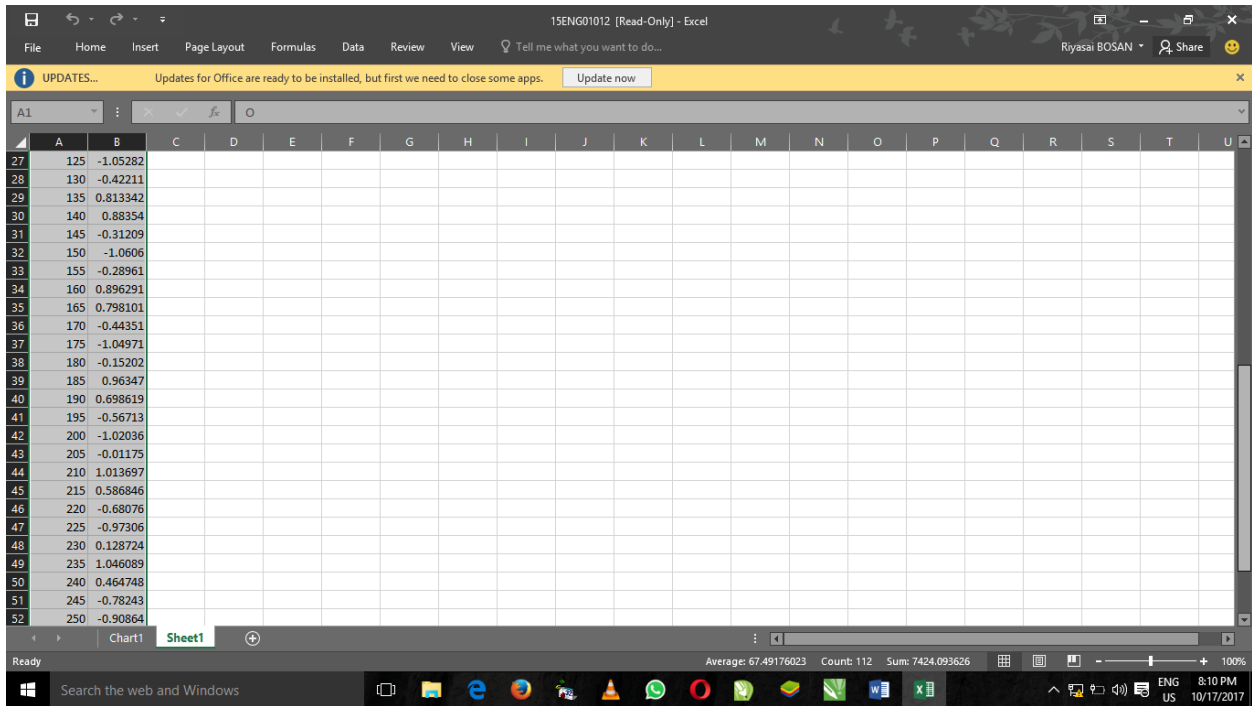 15ENG01012 [Read-Only] - Excel
File Home Insert Page Layout Formulas Data Review View Tell me what you want to do... Riyasai BOSAN Share
UPDATES... Updates for Office are ready to be installed, but first we need to close some apps. Update now
A1 fx O
A B C D E F G H I J K L M N O P Q R S T U
27 125 -1.05282
28 130 -0.42211
29 135 0.813342
30 140 0.88354
31 145 -0.31209
32 150 -1.0606
33 155 -0.28961
34 160 0.896291
35 165 0.798101
36 170 -0.44351
37 175 -1.04971
38 180 -0.15202
39 185 0.96347
40 190 0.698619
41 195 -0.56713
42 200 -1.02036
43 205 -0.01175
44 210 1.013697
45 215 0.586846
46 220 -0.68076
47 225 -0.97306
48 230 0.128724
49 235 1.046089
50 240 0.464748
51 245 -0.78243
52 250 -0.90864
Chart1 Sheet1
Ready Average: 67.49176023 Count: 112 Sum: 7424.093626 100%
Search the web and Windows ENG 8:10 PM
US 10/17/2017